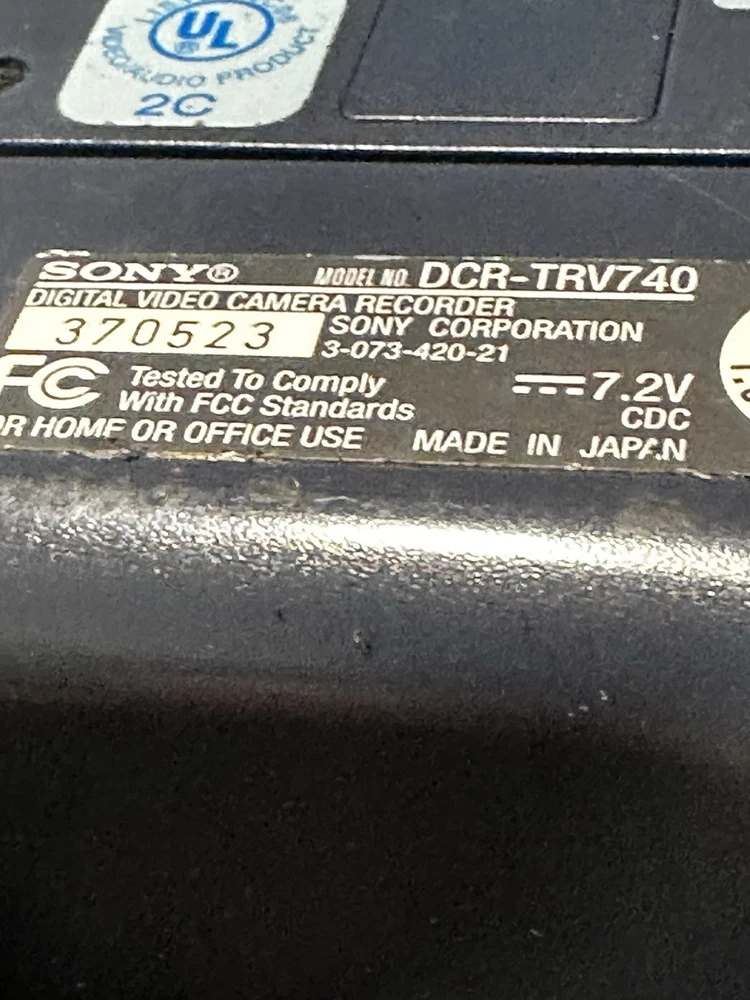 UL
VIDEO/AUDIO PRODUCT
2C
SONY® MODEL NO. DCR-TRV740
DIGITAL VIDEO CAMERA RECORDER
370523 SONY CORPORATION
3-073-420-21
FC Tested To Comply
With FCC Standards
7.2V
CDC
OR HOME OR OFFICE USE MADE IN JAPAN